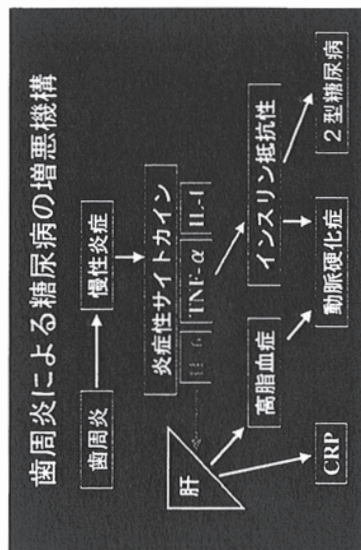 歯周炎による糖尿病の増悪機構
歯周炎
慢性炎症
炎症性サイトカイン
TNF-α
IL-1
肝
高脂血症
インスリン抵抗性
CRP
動脈硬化症
2型糖尿病